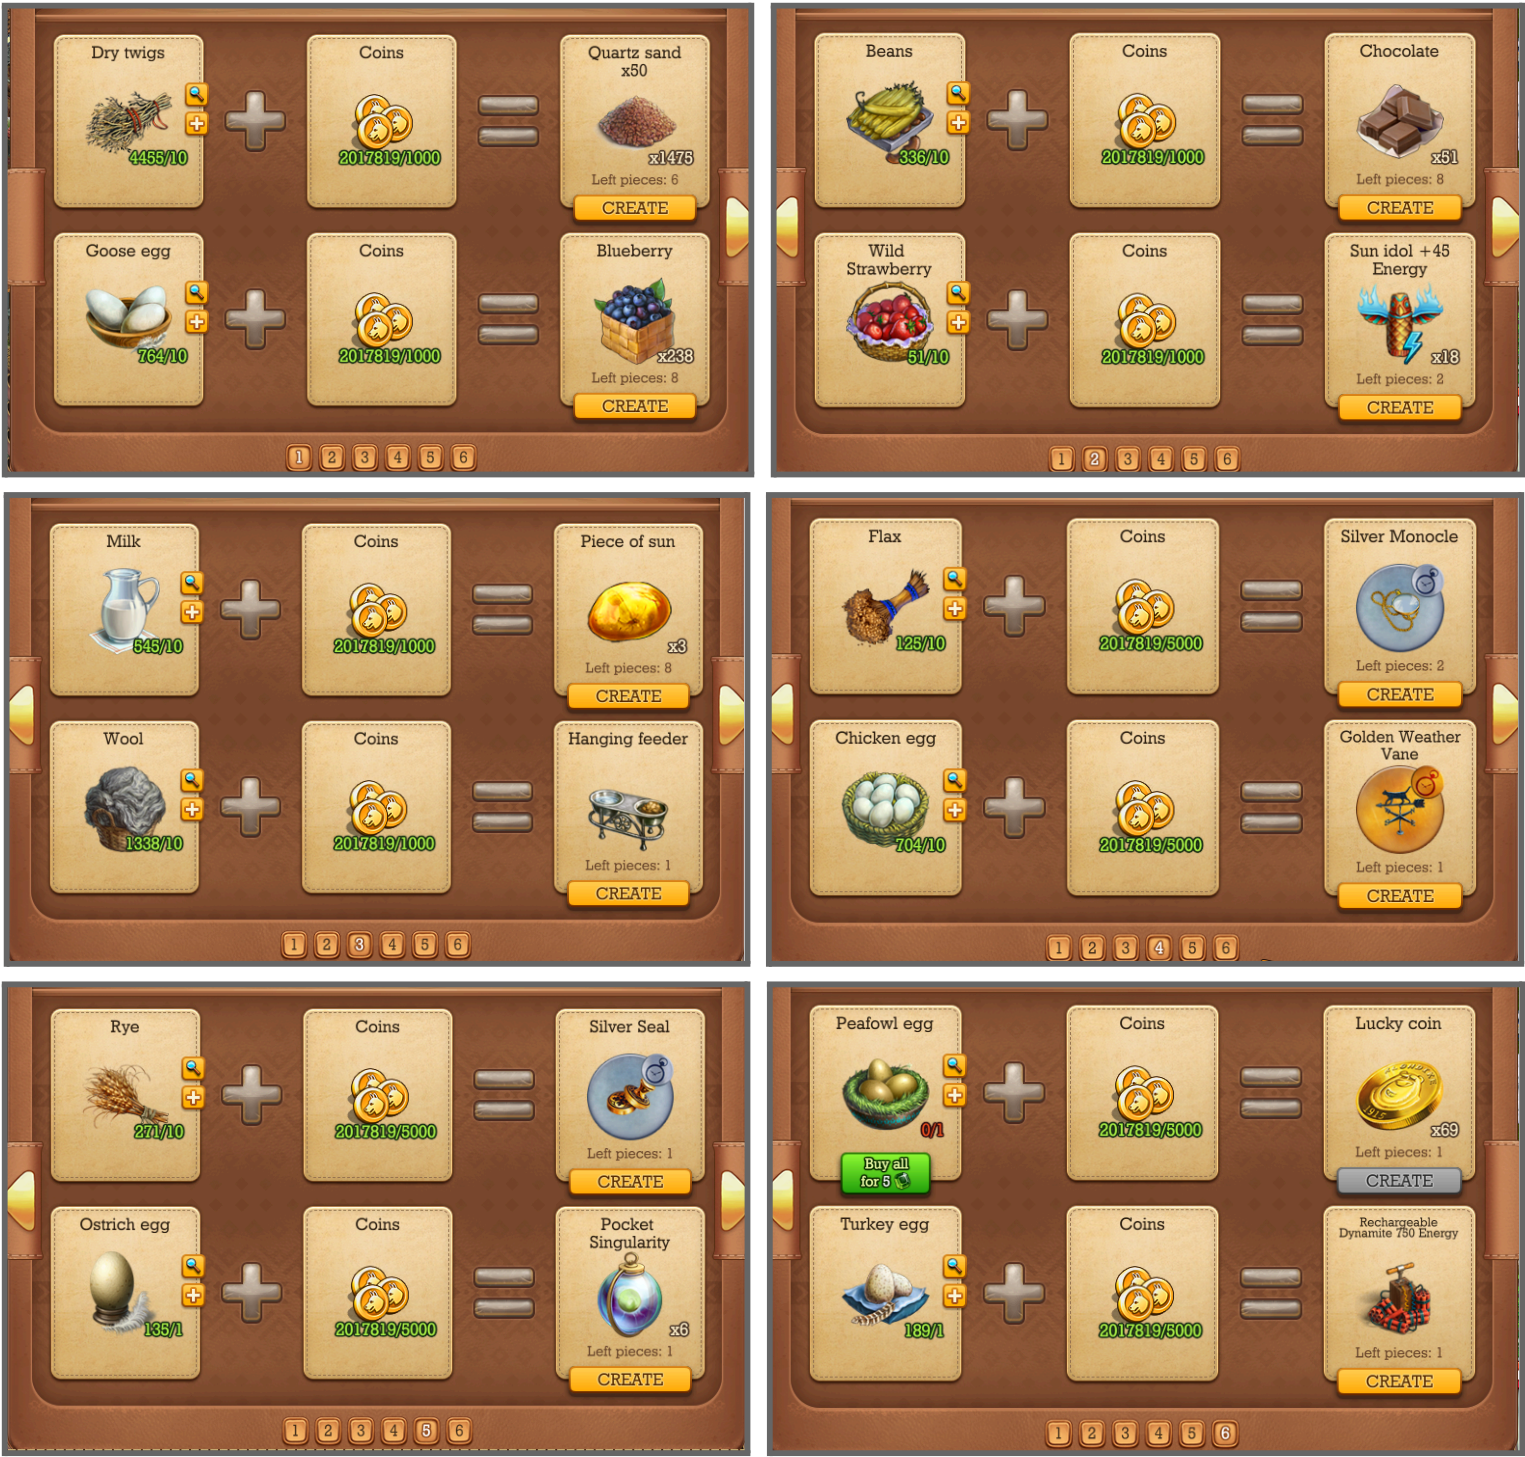 Dry twigs
4455/10
Coins
2017819/1000
Quartz sand
x50
x1475
Left pieces: 6
CREATE
Goose egg
764/10
Coins
2017819/1000
Blueberry
x238
Left pieces: 8
CREATE
1 2 3 4 5 6
Beans
336/10
Coins
2017819/1000
Chocolate
x51
Left pieces: 8
CREATE
Wild
Strawberry
51/10
Coins
2017819/1000
Sun idol +45
Energy
x18
Left pieces: 2
CREATE
1 2 3 4 5 6
Milk
545/10
Coins
2017819/1000
Piece of sun
x3
Left pieces: 8
CREATE
Wool
1338/10
Coins
2017819/1000
Hanging feeder
Left pieces: 1
CREATE
1 2 3 4 5 6
Flax
125/10
Coins
2017819/5000
Silver Monocle
Left pieces: 2
CREATE
Chicken egg
704/10
Coins
2017819/5000
Golden Weather
Vane
Left pieces: 1
CREATE
1 2 3 4 5 6
Rye
271/10
Coins
2017819/5000
Silver Seal
Left pieces: 1
CREATE
Ostrich egg
135/1
Coins
2017819/5000
Pocket
Singularity
x6
Left pieces: 1
CREATE
1 2 3 4 5 6
Peafowl egg
0/1
Buy all
for 5
Coins
2017819/5000
Lucky coin
1915
x69
Left pieces: 1
CREATE
Turkey egg
189/1
Coins
2017819/5000
Rechargeable
Dynamite 750 Energy
Left pieces: 1
CREATE
1 2 3 4 5 6